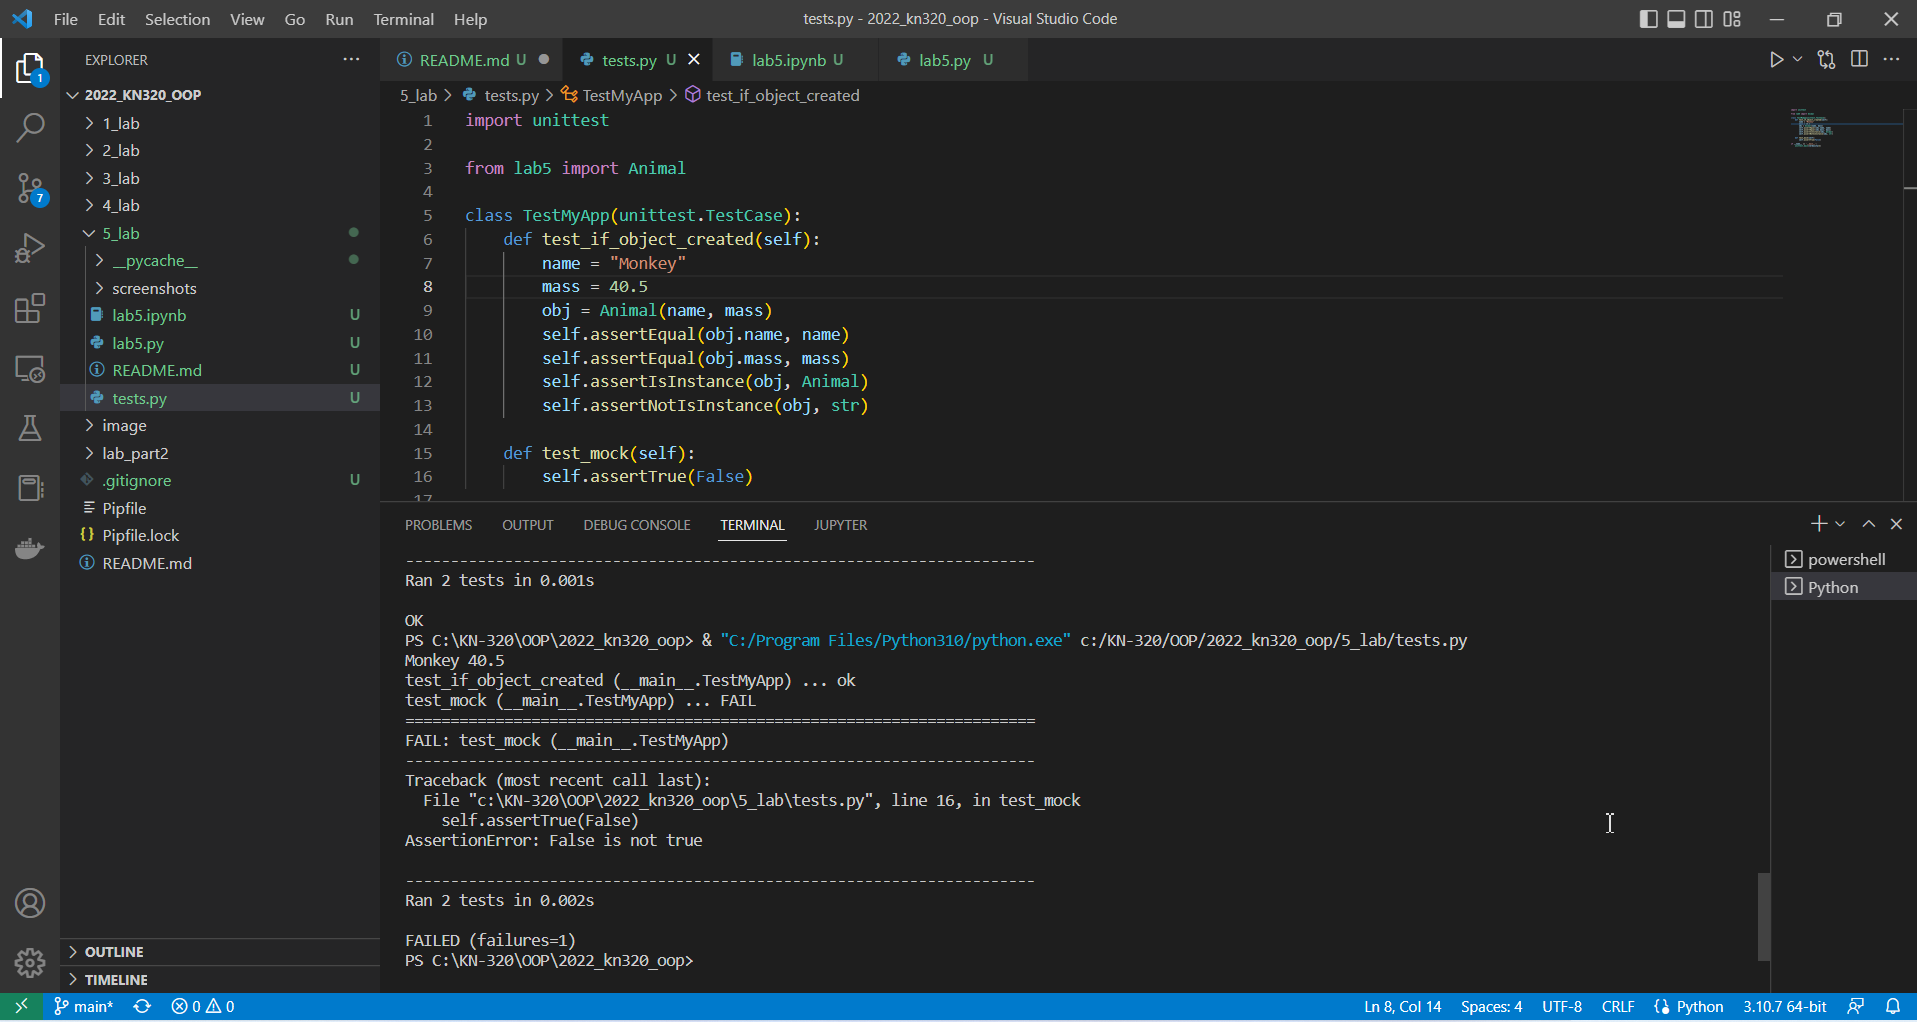 File Edit Selection View Go Run Terminal Help
tests.py - 2022_kn320_oop - Visual Studio Code
EXPLORER
2022_KN320_OOP
1_lab
2_lab
3_lab
4_lab
5_lab
__pycache__
screenshots
lab5.ipynb U
lab5.py U
README.md U
tests.py U
image
lab_part2
.gitignore U
Pipfile
Pipfile.lock
README.md
OUTLINE
TIMELINE
1
7
README.md U
tests.py U
lab5.ipynb U
lab5.py U
5_lab > tests.py > TestMyApp > test_if_object_created
1 import unittest
2
3 from lab5 import Animal
4
5 class TestMyApp(unittest.TestCase):
6 def test_if_object_created(self):
7 name = "Monkey"
8 mass = 40.5
9 obj = Animal(name, mass)
10 self.assertEqual(obj.name, name)
11 self.assertEqual(obj.mass, mass)
12 self.assertIsInstance(obj, Animal)
13 self.assertNotIsInstance(obj, str)
14
15 def test_mock(self):
16 self.assertTrue(False)
17
PROBLEMS OUTPUT DEBUG CONSOLE TERMINAL JUPYTER
powershell
Python
----------------------------------------------------------------------
Ran 2 tests in 0.001s
OK
PS C:\KN-320\OOP\2022_kn320_oop> & "C:/Program Files/Python310/python.exe" c:/KN-320/OOP/2022_kn320_oop/5_lab/tests.py
Monkey 40.5
test_if_object_created (__main__.TestMyApp) ... ok
test_mock (__main__.TestMyApp) ... FAIL
======================================================================
FAIL: test_mock (__main__.TestMyApp)
----------------------------------------------------------------------
Traceback (most recent call last):
File "c:\KN-320\OOP\2022_kn320_oop\5_lab\tests.py", line 16, in test_mock
self.assertTrue(False)
AssertionError: False is not true
----------------------------------------------------------------------
Ran 2 tests in 0.002s
FAILED (failures=1)
PS C:\KN-320\OOP\2022_kn320_oop>
main* 0 0
Ln 8, Col 14 Spaces: 4 UTF-8 CRLF Python 3.10.7 64-bit